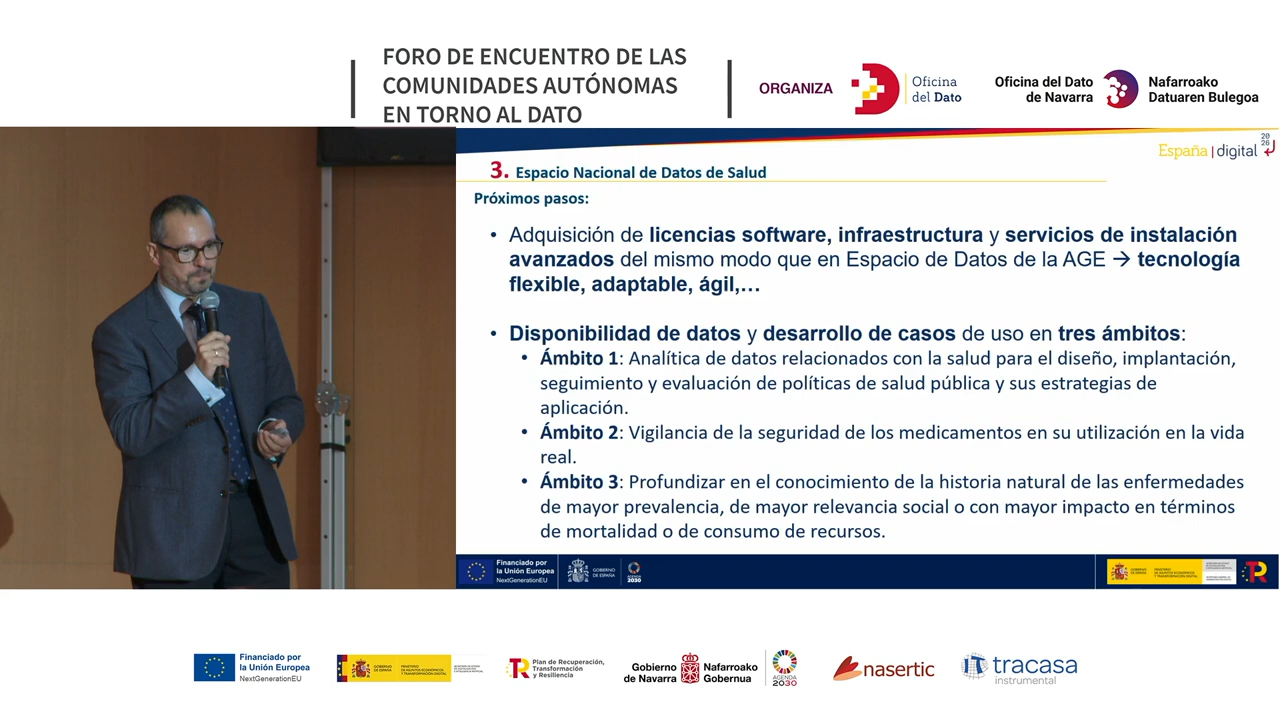 FORO DE ENCUENTRO DE LAS
COMUNIDADES AUTÓNOMAS
EN TORNO AL DATO
ORGANIZA
Oficina
del Dato
Oficina del Dato
de Navarra
Nafarroako
Datuaren Bulegoa
España | digital
20
26
3. Espacio Nacional de Datos de Salud
Próximos pasos:
• Adquisición de licencias software, infraestructura y servicios de instalación
avanzados del mismo modo que en Espacio de Datos de la AGE → tecnología
flexible, adaptable, ágil,...
• Disponibilidad de datos y desarrollo de casos de uso en tres ámbitos:
• Ámbito 1: Analítica de datos relacionados con la salud para el diseño, implantación,
seguimiento y evaluación de políticas de salud pública y sus estrategias de
aplicación.
• Ámbito 2: Vigilancia de la seguridad de los medicamentos en su utilización en la vida
real.
• Ámbito 3: Profundizar en el conocimiento de la historia natural de las enfermedades
de mayor prevalencia, de mayor relevancia social o con mayor impacto en términos
de mortalidad o de consumo de recursos.
Financiado por
la Unión Europea
NextGenerationEU
GOBIERNO
DE ESPAÑA
2030
Financiado por
la Unión Europea
NextGenerationEU
Plan de Recuperación,
Transformación
y Resiliencia
Gobierno
de Navarra
Nafarroako
Gobernua
AGENDA
2030
nasertic
tracasa
instrumental